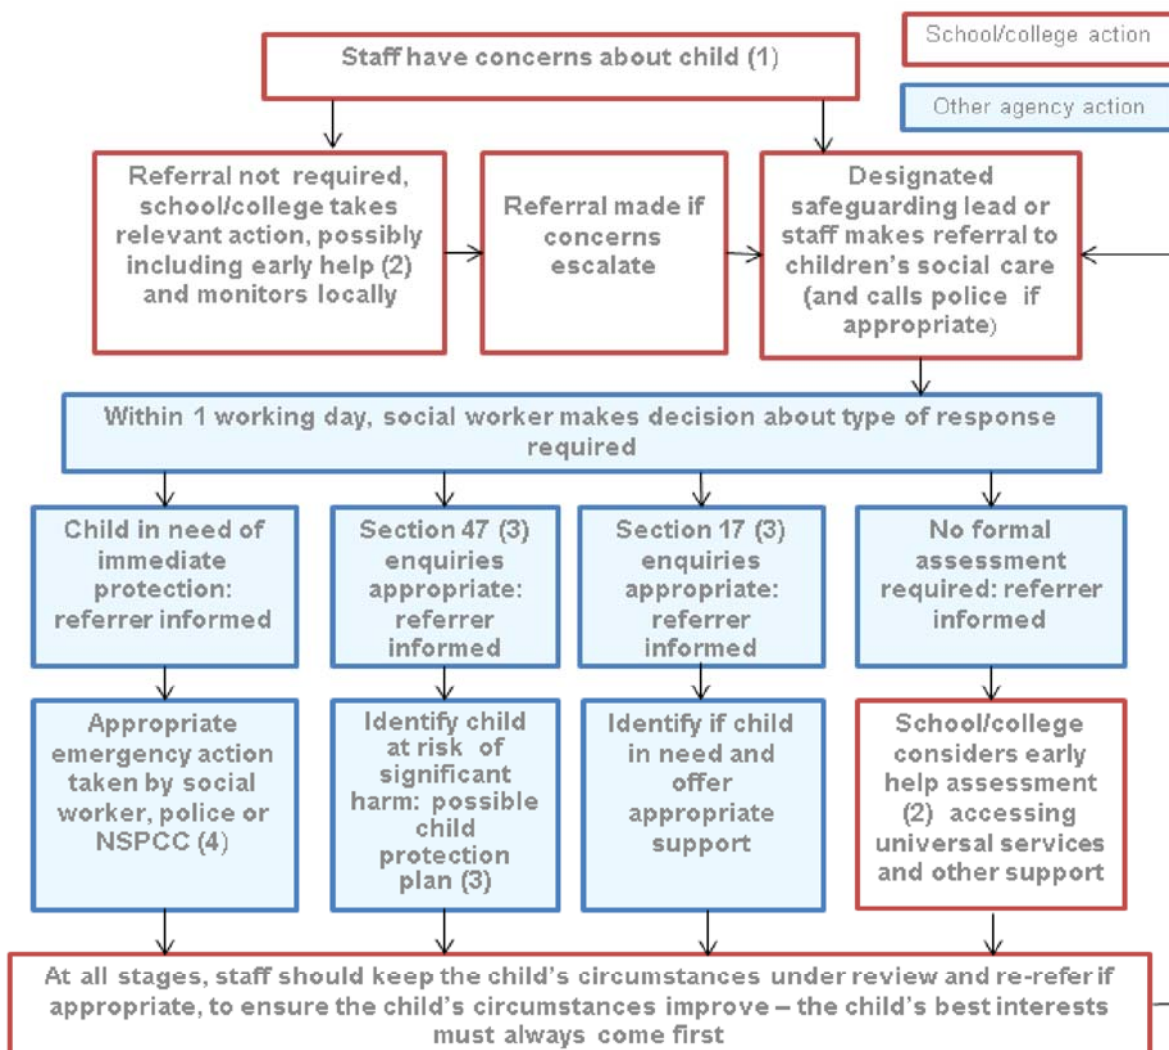 School/college action
Staff have concerns about child (1)
Other agency action
Referral not required,
school/college takes
relevant action, possibly
including early help (2)
and monitors locally
Referral made if
concerns
escalate
Designated
safeguarding lead or
staff makes referral to
children's social care
(and calls police if
appropriate)
Within 1 working day, social worker makes decision about type of response
required
Child in need of
immediate
protection:
referrer informed
Section 47 (3)
enquiries
appropriate:
referrer
informed
Section 17 (3)
enquiries
appropriate:
referrer
informed
No formal
assessment
required: referrer
informed
Appropriate
emergency action
taken by social
worker, police or
NSPCC (4)
Identify child
at risk of
significant
harm: possible
child
protection
plan (3)
Identify if child
in need and
offer
appropriate
support
School/college
considers early
help assessment
(2) accessing
universal services
and other support
At all stages, staff should keep the child's circumstances under review and re-refer if
appropriate, to ensure the child's circumstances improve – the child's best interests
must always come first